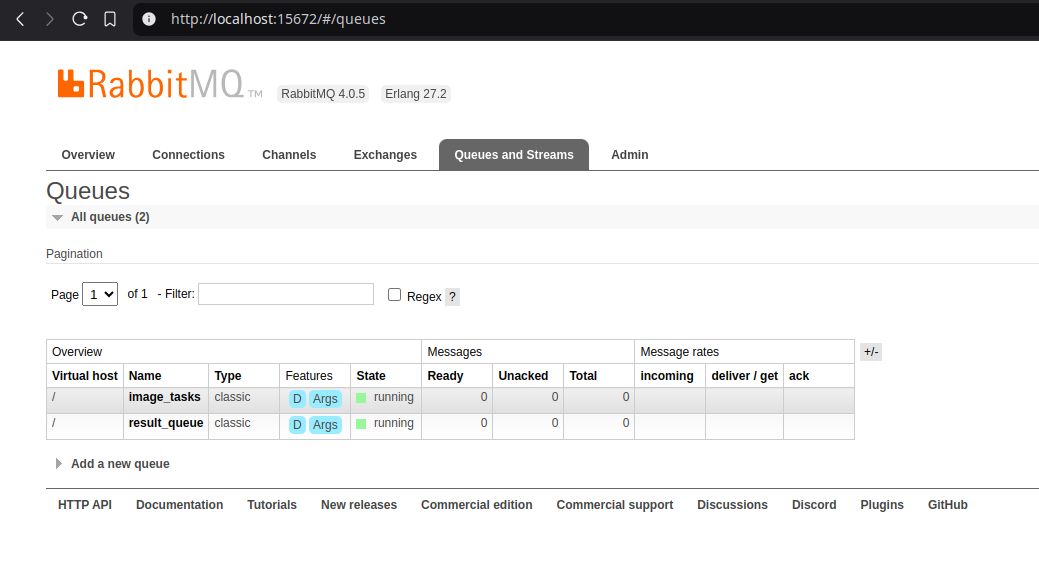 http://localhost:15672/#/queues
RabbitMQ TM RabbitMQ 4.0.5 Erlang 27.2
Overview Connections Channels Exchanges Queues and Streams Admin
Queues
All queues (2)
Pagination
Page 1 of 1 - Filter: Regex ?
Overview Messages Message rates +/-
Virtual host Name Type Features State Ready Unacked Total incoming deliver / get ack
/ image_tasks classic D Args running 0 0 0
/ result_queue classic D Args running 0 0 0
Add a new queue
HTTP API Documentation Tutorials New releases Commercial edition Commercial support Discussions Discord Plugins GitHub